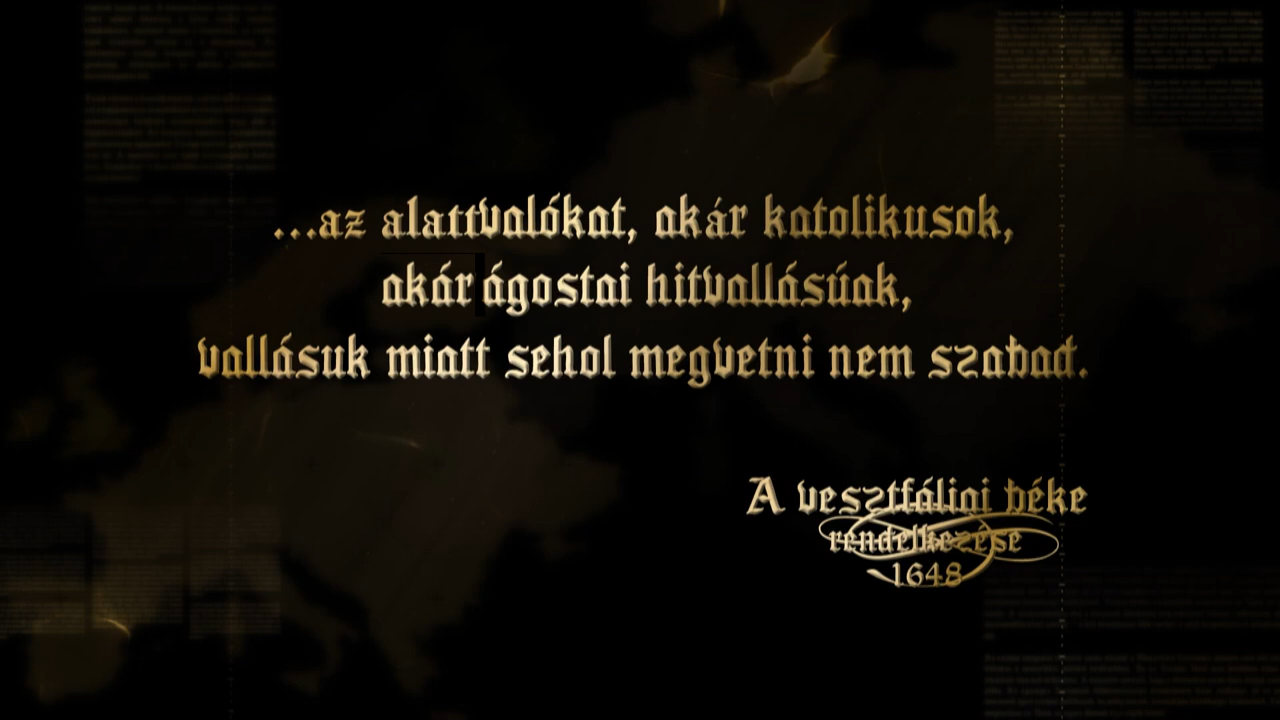 ...az alattvalókat, akár katolikusok,
akár ágostai hitvallásúak,
vallásuk miatt sehol megvetni nem szabad.
A vesztfáliai béke
rendelkezése
1648